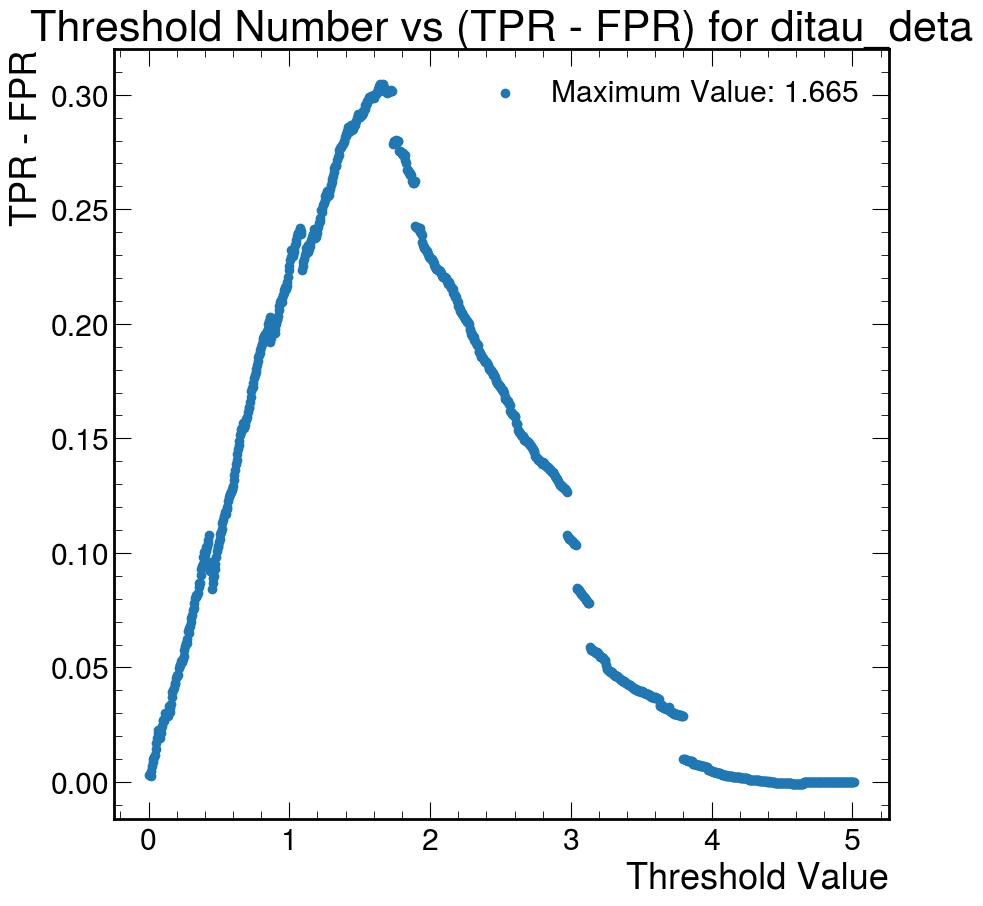 Threshold Number vs (TPR - FPR) for ditau_deta
TPR - FPR
Maximum Value: 1.665
0.30
0.25
0.20
0.15
0.10
0.05
0.00
0 1 2 3 4 5
Threshold Value